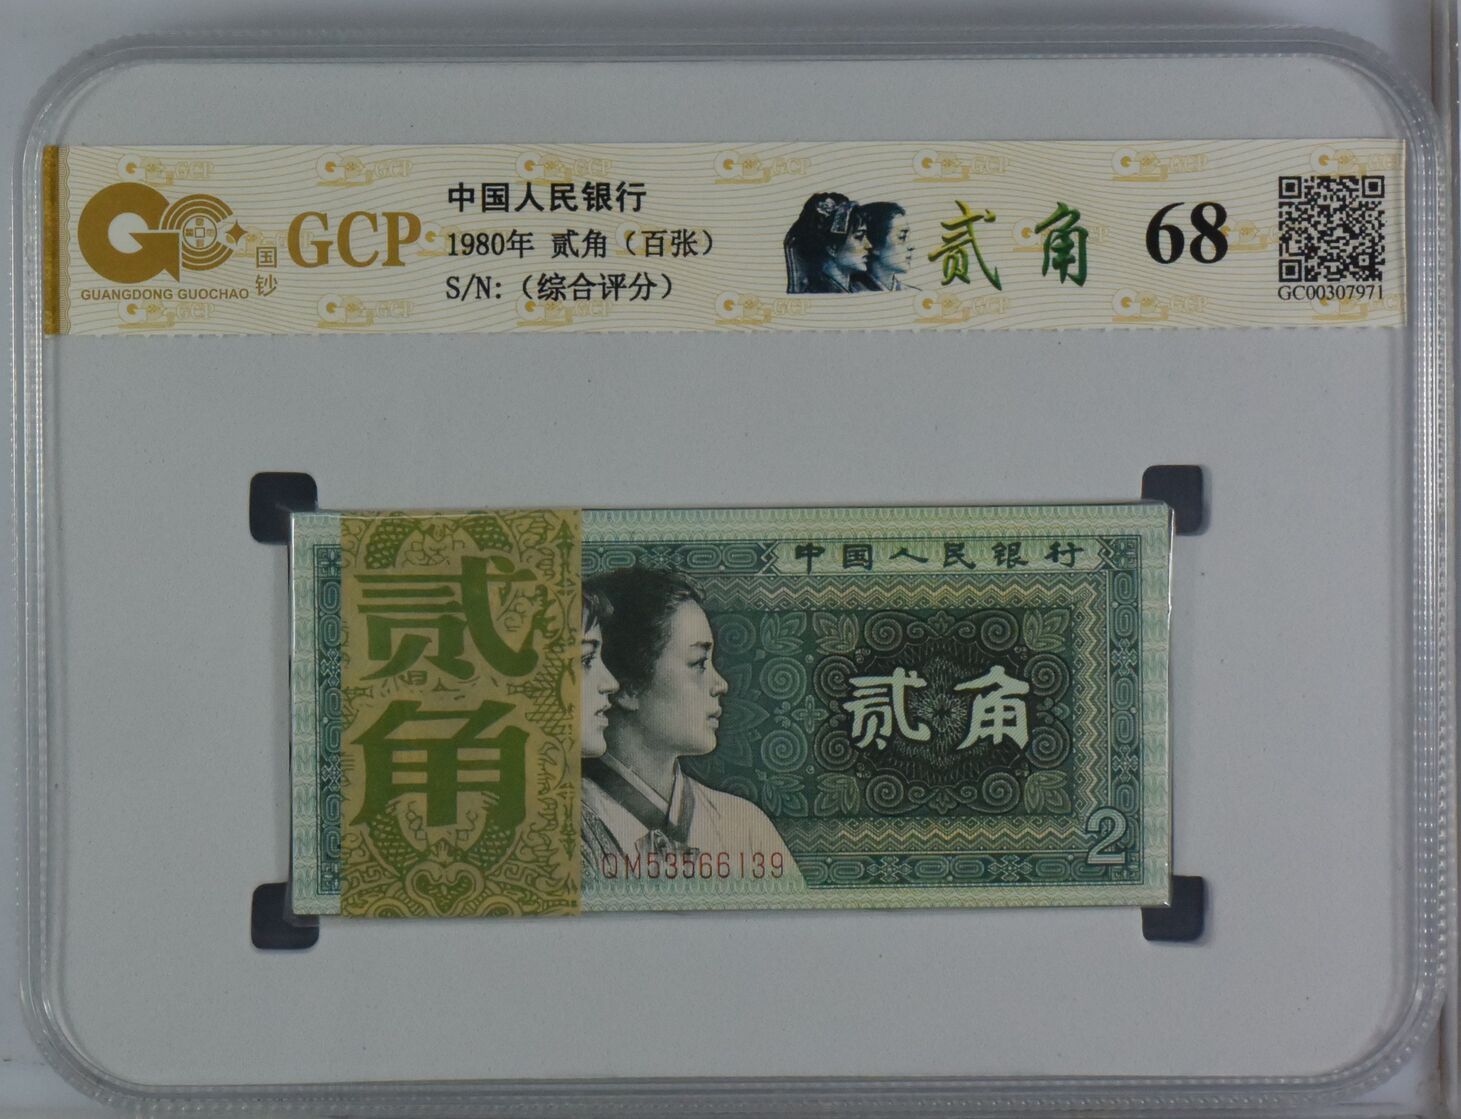 GCP
国钞
GUANGDONG GUOCHAO
中国人民银行
1980年 贰角（百张）
S/N:（综合评分）
贰角
68
GC00307971
贰角
中国人民银行
贰角
QM53566139
2